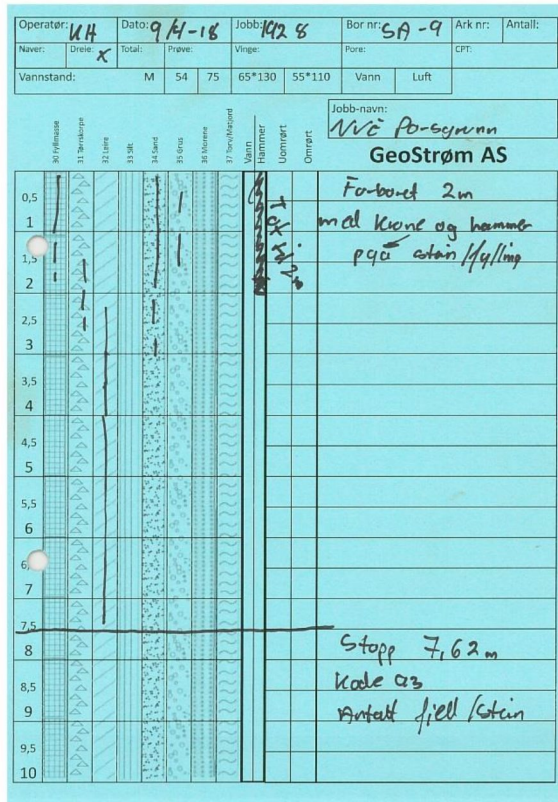 Operatør: KH Dato: 9/4-18 Jobb: 1928 Bor nr: SA-9 Ark nr: Antall:
Naver: Dreie: X Total: Prøve: Vinge: Pore: CPT:
Vannstand: M 54 75 65*130 55*110 Vann Luft
30 Fyllmasse
31 Tørrskorpe
32 Leire
33 Silt
34 Sand
35 Grus
36 Morene
37 Torv/Matjord
Vann
Hammer
Uomrørt
Omrørt
Jobb-navn:
NVE Po-sgrunn
GeoStrøm AS
0,5 Forboret 2m
1 med krone og hammer
1,5 pga stein/fylling
2
2,5
3
3,5
4
4,5
5
5,5
6
6,
7
7,5
8 Stopp 7,62m
8,5 Kode 93
9 Antatt fjell/stein
9,5
10